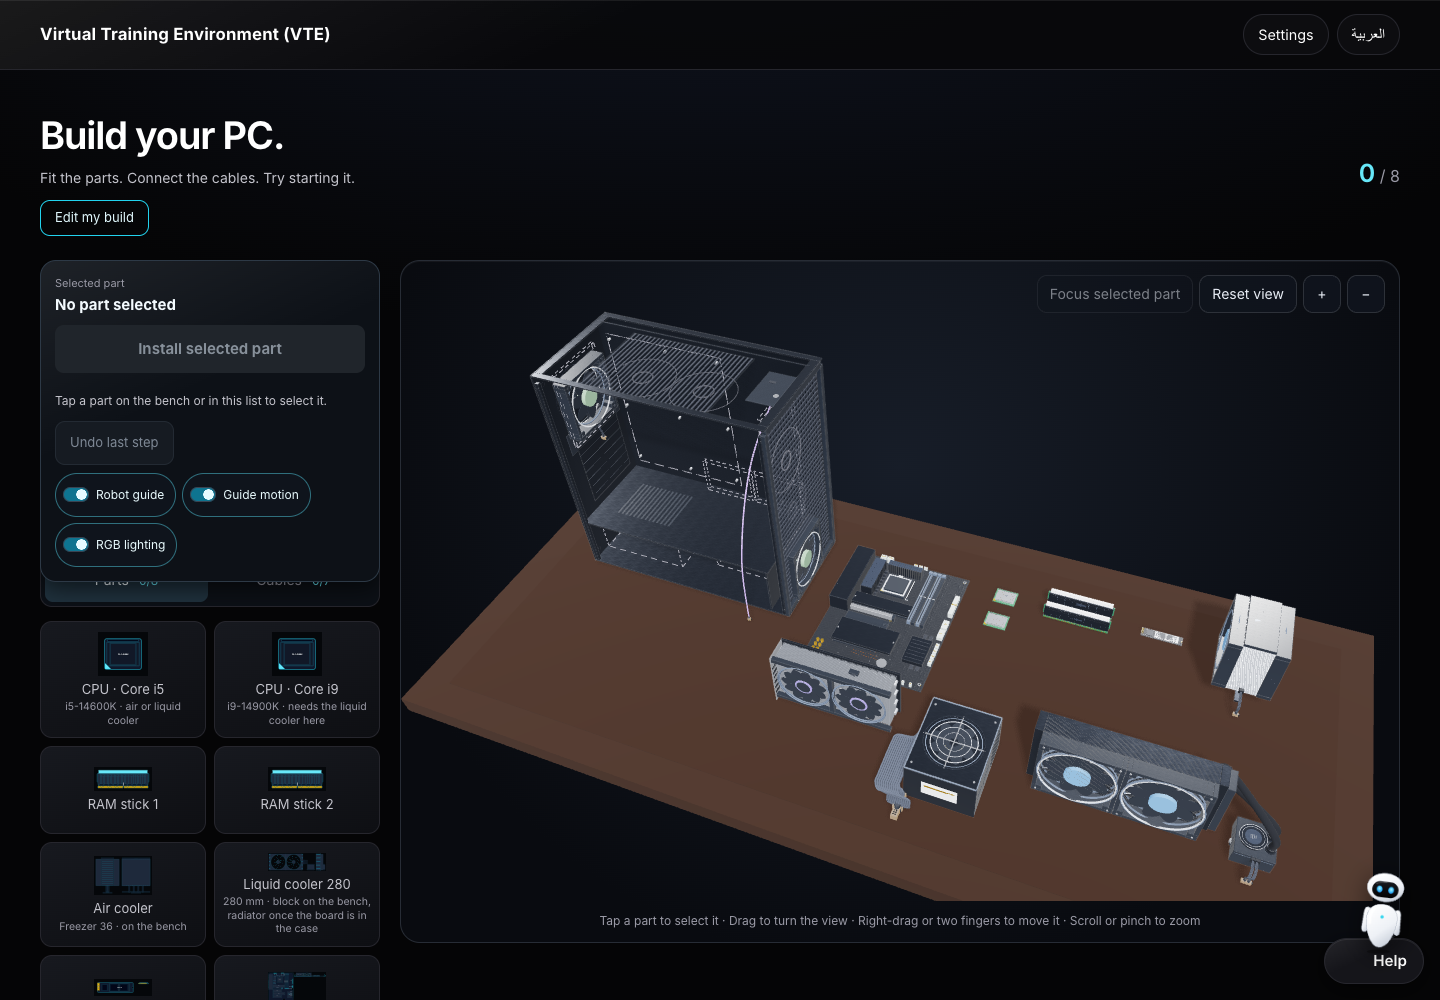 Virtual Training Environment (VTE)
Settings
العربية
Build your PC.
Fit the parts. Connect the cables. Try starting it.
0 / 8
Edit my build
Selected part
No part selected
Install selected part
Tap a part on the bench or in this list to select it.
Undo last step
Robot guide
Guide motion
RGB lighting
Focus selected part
Reset view
+
−
CPU · Core i5
i5-14600K · air or liquid
cooler
CPU · Core i9
i9-14900K · needs the liquid
cooler here
RAM stick 1
RAM stick 2
Air cooler
Freezer 36 · on the bench
Liquid cooler 280
280 mm · block on the bench,
radiator once the board is in
the case
Tap a part to select it · Drag to turn the view · Right-drag or two fingers to move it · Scroll or pinch to zoom
Help